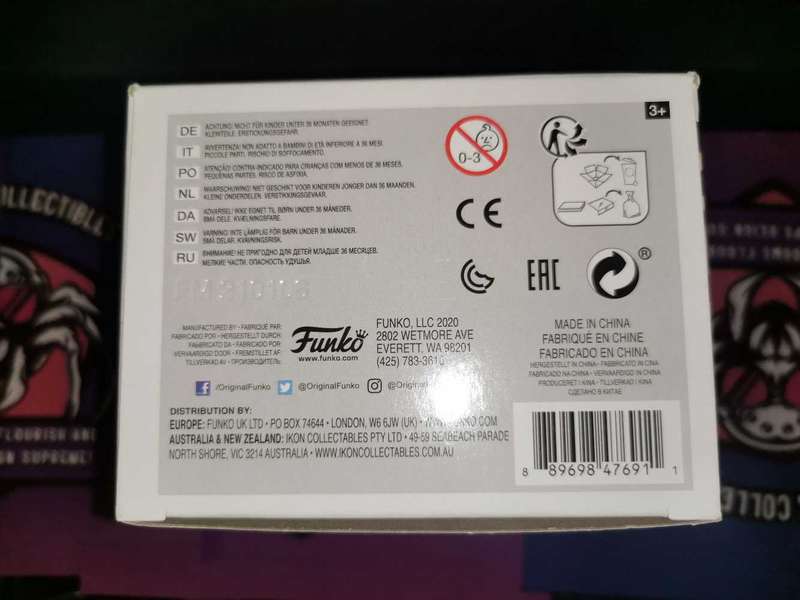 3+
DE ACHTUNG! NICHT FÜR KINDER UNTER 36 MONATEN GEEIGNET.
KLEINTEILE. ERSTICKUNGSGEFAHR.
IT AVVERTENZA! NON ADATTO A BAMBINI DI ETÀ INFERIORE A 36 MESI.
PICCOLE PARTI. RISCHIO DI SOFFOCAMENTO.
PO ATENÇÃO! CONTRA-INDICADO PARA CRIANÇAS COM MENOS DE 36 MESES.
PEQUENAS PARTES. RISCO DE ASFIXIA.
NL WAARSCHUWING! NIET GESCHIKT VOOR KINDEREN JONGER DAN 36 MAANDEN.
KLEINE ONDERDELEN. VERSTIKKINGSGEVAAR.
DA ADVARSEL! IKKE EGNET TIL BØRN UNDER 36 MÅNEDER.
SMÅ DELE. KVÆLNINGSFARE.
SW VARNING! INTE LÄMPLIG FÖR BARN UNDER 36 MÅNADER.
SMÅ DELAR. KVÄVNINGSRISK.
RU ВНИМАНИЕ! НЕ ПРИГОДНО ДЛЯ ДЕТЕЙ МЛАДШЕ 36 МЕСЯЦЕВ.
МЕЛКИЕ ЧАСТИ. ОПАСНОСТЬ УДУШЬЯ.
0-3
CE
EAC
®
MANUFACTURED BY • FABRIQUÉ PAR
FABRICADO POR • HERGESTELLT DURCH
FABBRICATO DA • FABRICADO POR
VERVAARDIGD DOOR • FREMSTILLET AF
TILLVERKAD AV • ПРОИЗВОДИТЕЛЬ
Funko
www.funko.com
FUNKO, LLC 2020
2802 WETMORE AVE
EVERETT, WA 98201
(425) 783-3610
MADE IN CHINA
FABRIQUÉ EN CHINE
FABRICADO EN CHINA
HERGESTELLT IN CHINA • FABBRICATO IN CINA
FABRICADO NA CHINA • VERVAARDIGD IN CHINA
PRODUCERET I KINA • TILLVERKAD I KINA
СДЕЛАНО В КИТАЕ
/OriginalFunko @OriginalFunko
DISTRIBUTION BY:
EUROPE: FUNKO UK LTD • PO BOX 74644 • LONDON, W6 6JW (UK) • WWW.FUNKO.COM
AUSTRALIA & NEW ZEALAND: IKON COLLECTABLES PTY LTD • 49-59 SEABEACH PARADE
NORTH SHORE, VIC 3214 AUSTRALIA • WWW.IKONCOLLECTABLES.COM.AU
8 89698 47691 1